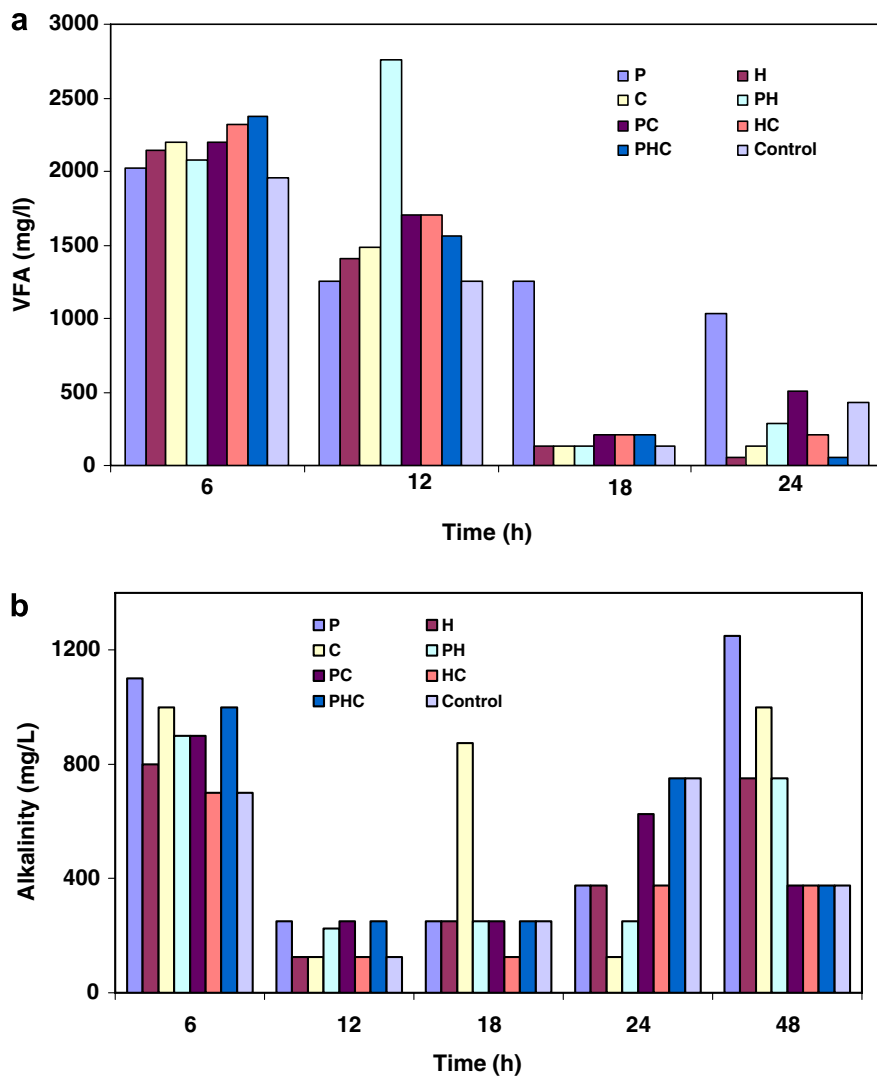 a
3000
2500
2000
1500
1000
500
0
VFA (mg/l)
P H
C PH
PC HC
PHC Control
6 12 18 24
Time (h)
b
1200
800
400
0
Alkalinity (mg/L)
P H
C PH
PC HC
PHC Control
6 12 18 24 48
Time (h)